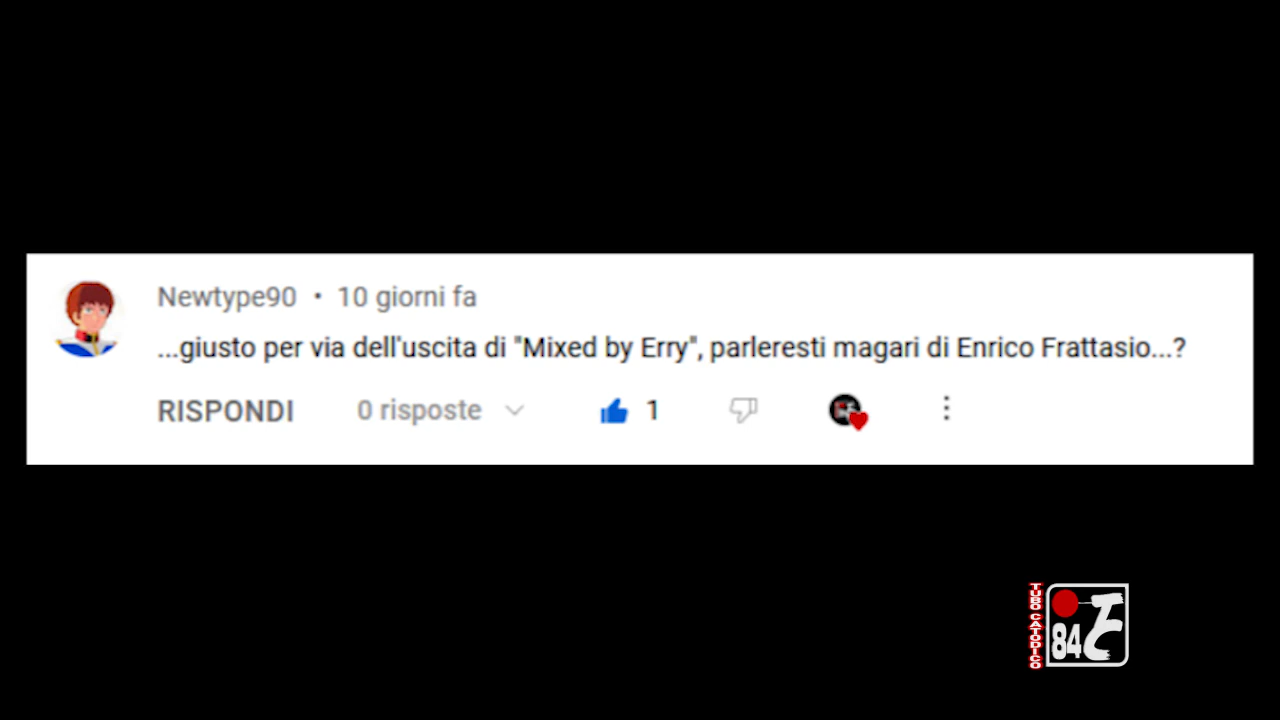 Newtype90 • 10 giorni fa
...giusto per via dell'uscita di "Mixed by Erry", parleresti magari di Enrico Frattasio...?
RISPONDI 0 risposte 1
TUBO CATODICO
84